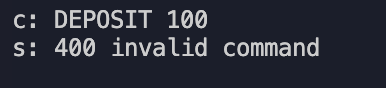 c: DEPOSIT 100
s: 400 invalid command